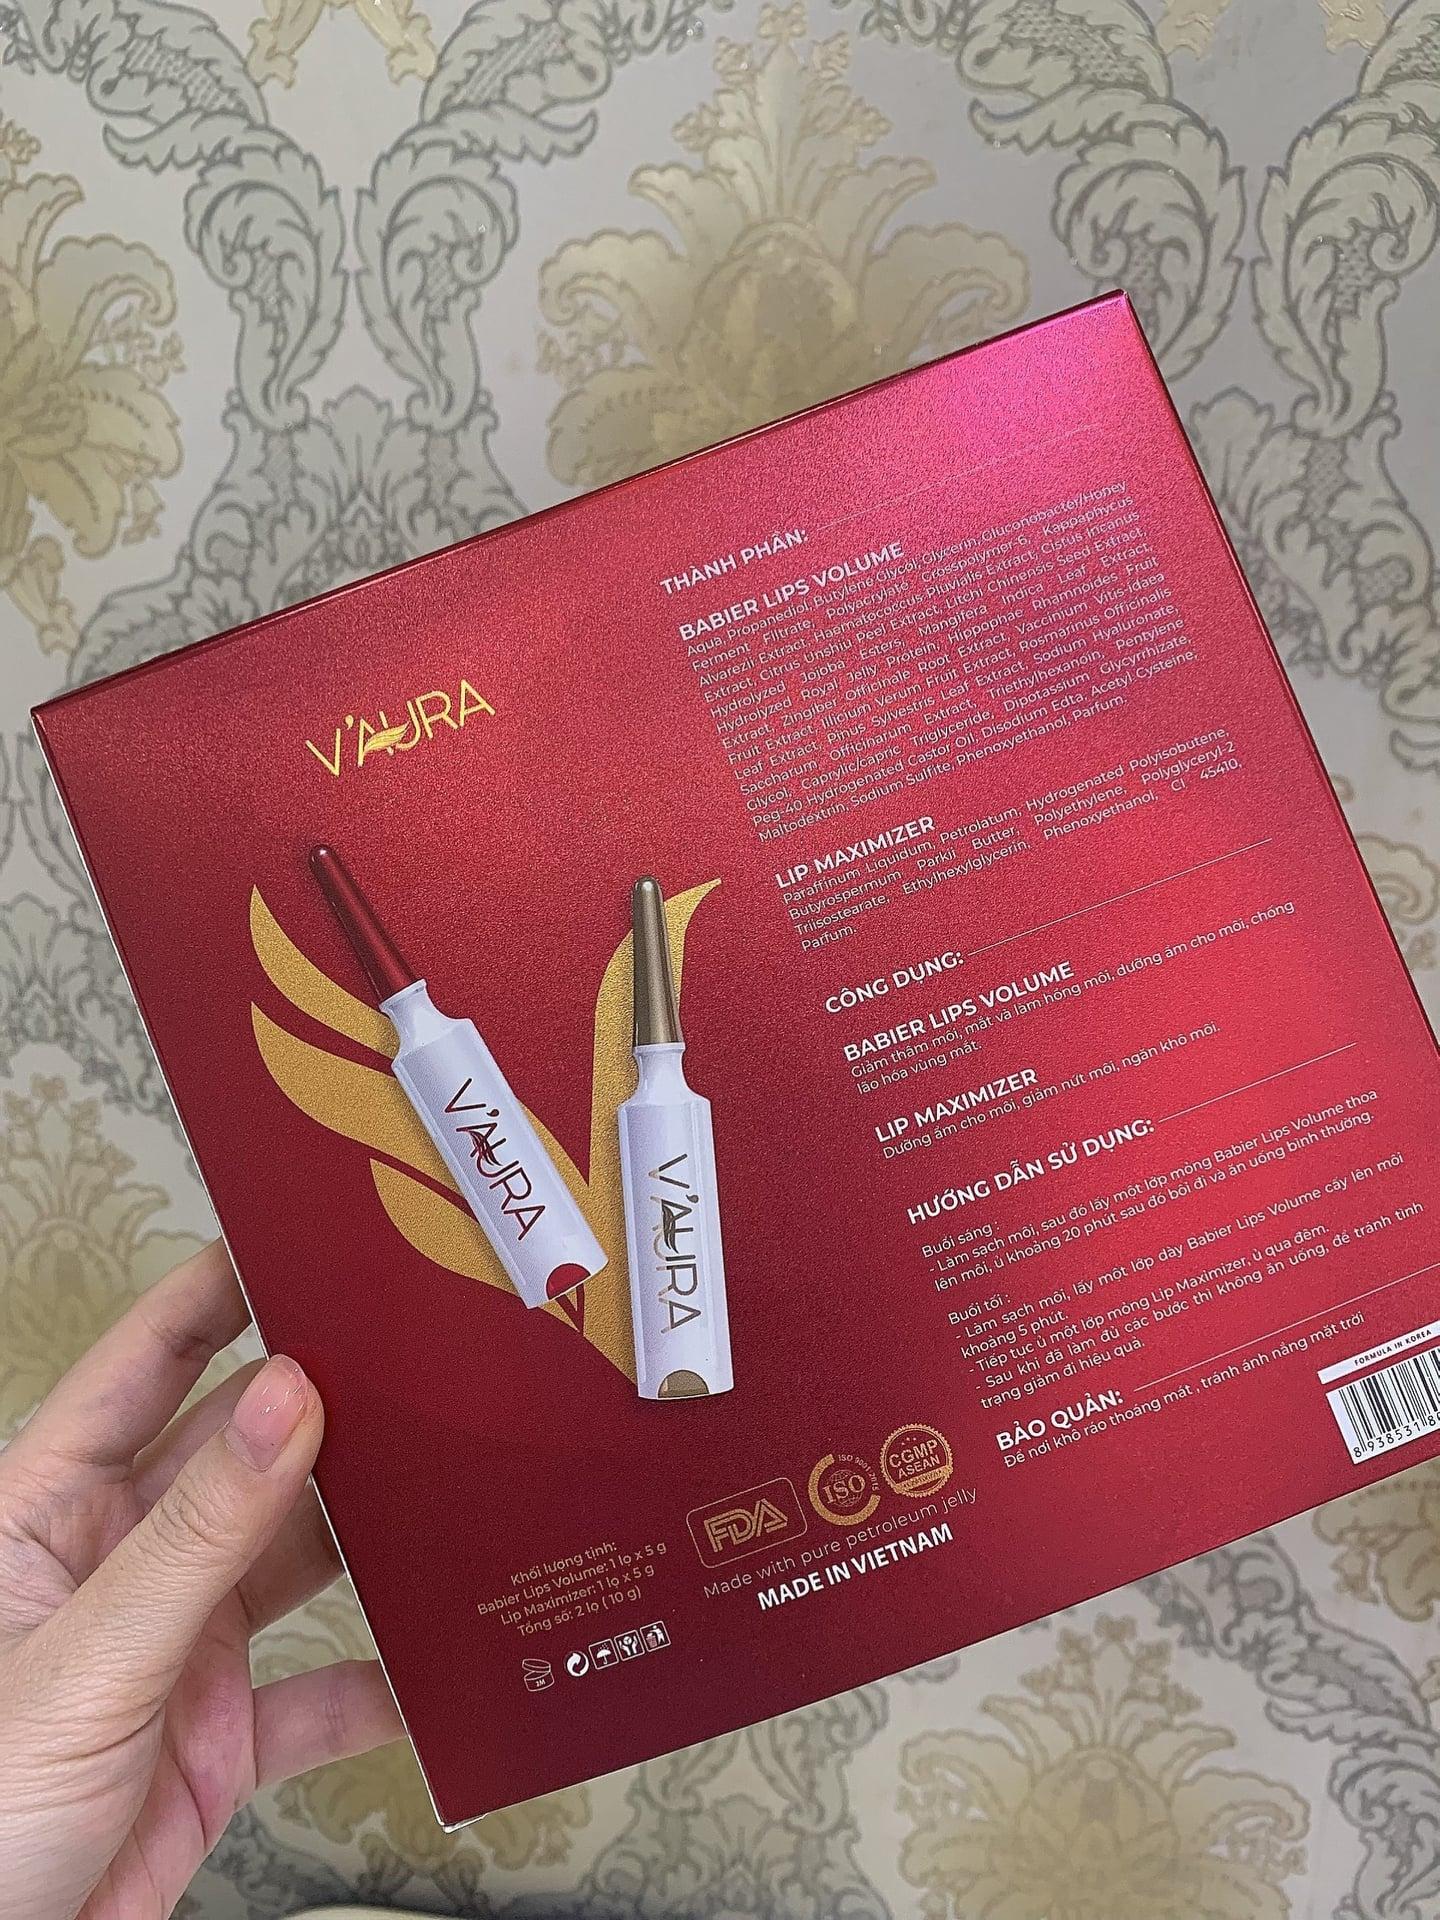 V'AURA
V'AURA
V'AURA
THÀNH PHẦN:
BABIER LIPS VOLUME
Aqua, Propanediol, Butylene Glycol, Glycerin, Gluconobacter/Honey
Ferment Filtrate, Polyacrylate Crosspolymer-6, Kappaphycus
Alvarezii Extract, Haematococcus Pluvialls Extract, Cistus Incanus
Extract, Citrus Unshiu Peel Extract, Litchi Chinensis Seed Extract,
Hydrolyzed Jojoba Esters, Mangifera Indica Leaf Extract,
Hydrolyzed Royal Jelly Protein, Hippophae Rhamnoides Fruit
Extract, Zingiber Officinale Root Extract, Vaccinium Vitis-idaea
Fruit Extract, Illicium Verum Fruit Extract, Rosmarinus Officinalis
Leaf Extract, Pinus Sylvestris Leaf Extract, Sodium Hyaluronate,
Saccharum Officinarum Extract, Triethylhexanoin, Pentylene
Glycol, Caprylic/capric Triglyceride, Dipotassium Glycyrrhizate,
Peg-40 Hydrogenated Castor Oil, Disodium Edta, Acetyl Cysteine,
Maltodextrin, Sodium Sulfite, Phenoxyethanol, Parfum.
LIP MAXIMIZER
Paraffinum Liquidum, Petrolatum, Hydrogenated Polyisobutene,
Butyrospermum Parkii Butter, Polyethylene, Polyglyceryl-2
Triisostearate, Ethylhexylglycerin, Phenoxyethanol, CI 45410,
Parfum.
CÔNG DỤNG:
BABIER LIPS VOLUME
Giảm thâm môi, mắt và làm hồng môi, dưỡng ẩm cho môi, chống
lão hóa vùng mắt.
LIP MAXIMIZER
Dưỡng ẩm cho môi, giảm nứt môi, ngăn khô môi.
HƯỚNG DẪN SỬ DỤNG:
Buổi sáng :
- Làm sạch môi, sau đó lấy một lớp mỏng Babier Lips Volume thoa
lên môi, ủ khoảng 20 phút sau đó bôi đi và ăn uống bình thường.
Buổi tối :
- Làm sạch môi, lấy một lớp dày Babier Lips Volume cấy lên môi
khoảng 5 phút.
- Tiếp tục ủ một lớp mỏng Lip Maximizer, ủ qua đêm.
- Sau khi đã làm đủ các bước thì không ăn uống, để tránh tình
trạng giảm đi hiệu quả.
BẢO QUẢN:
Để nơi khô ráo thoáng mát , tránh ánh nắng mặt trời
FORMULA IN KOREA
8 938531 8
FDA
ISO 9001:2015
ISO
CGMP
ASEAN
Made with pure petroleum jelly
MADE IN VIETNAM
Khối lượng tịnh:
Babier Lips Volume: 1 lọ x 5 g
Lip Maximizer: 1 lọ x 5 g
Tổng số: 2 lọ ( 10 g)